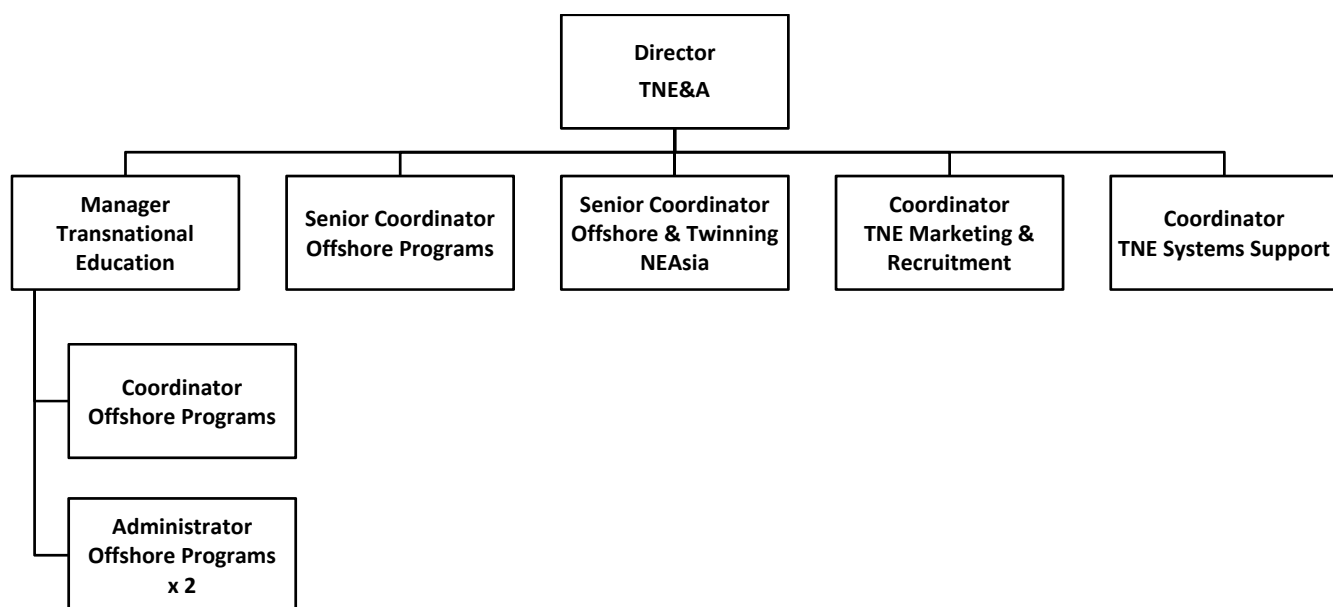 Director
TNE&A
Manager
Transnational
Education
Senior Coordinator
Offshore Programs
Senior Coordinator
Offshore & Twinning
NEAsia
Coordinator
TNE Marketing &
Recruitment
Coordinator
TNE Systems Support
Coordinator
Offshore Programs
Administrator
Offshore Programs
x 2